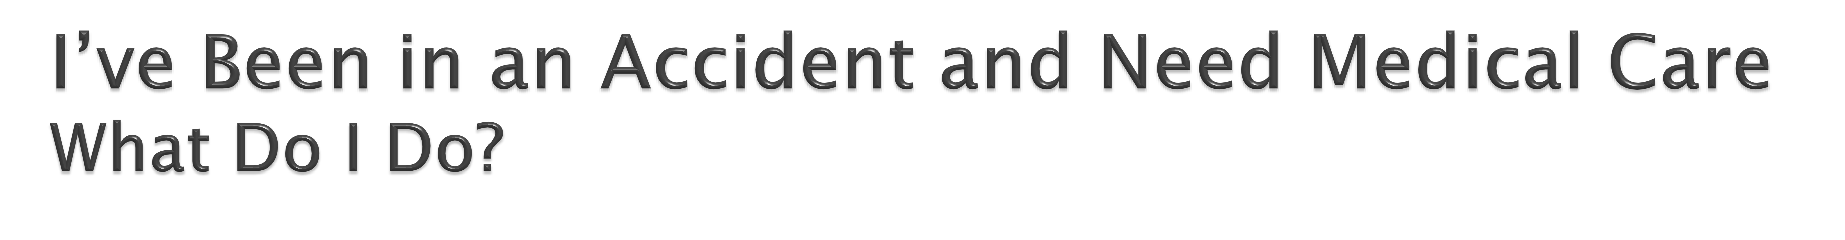 I’ve Been in an Accident and Need Medical Care
What Do I Do?